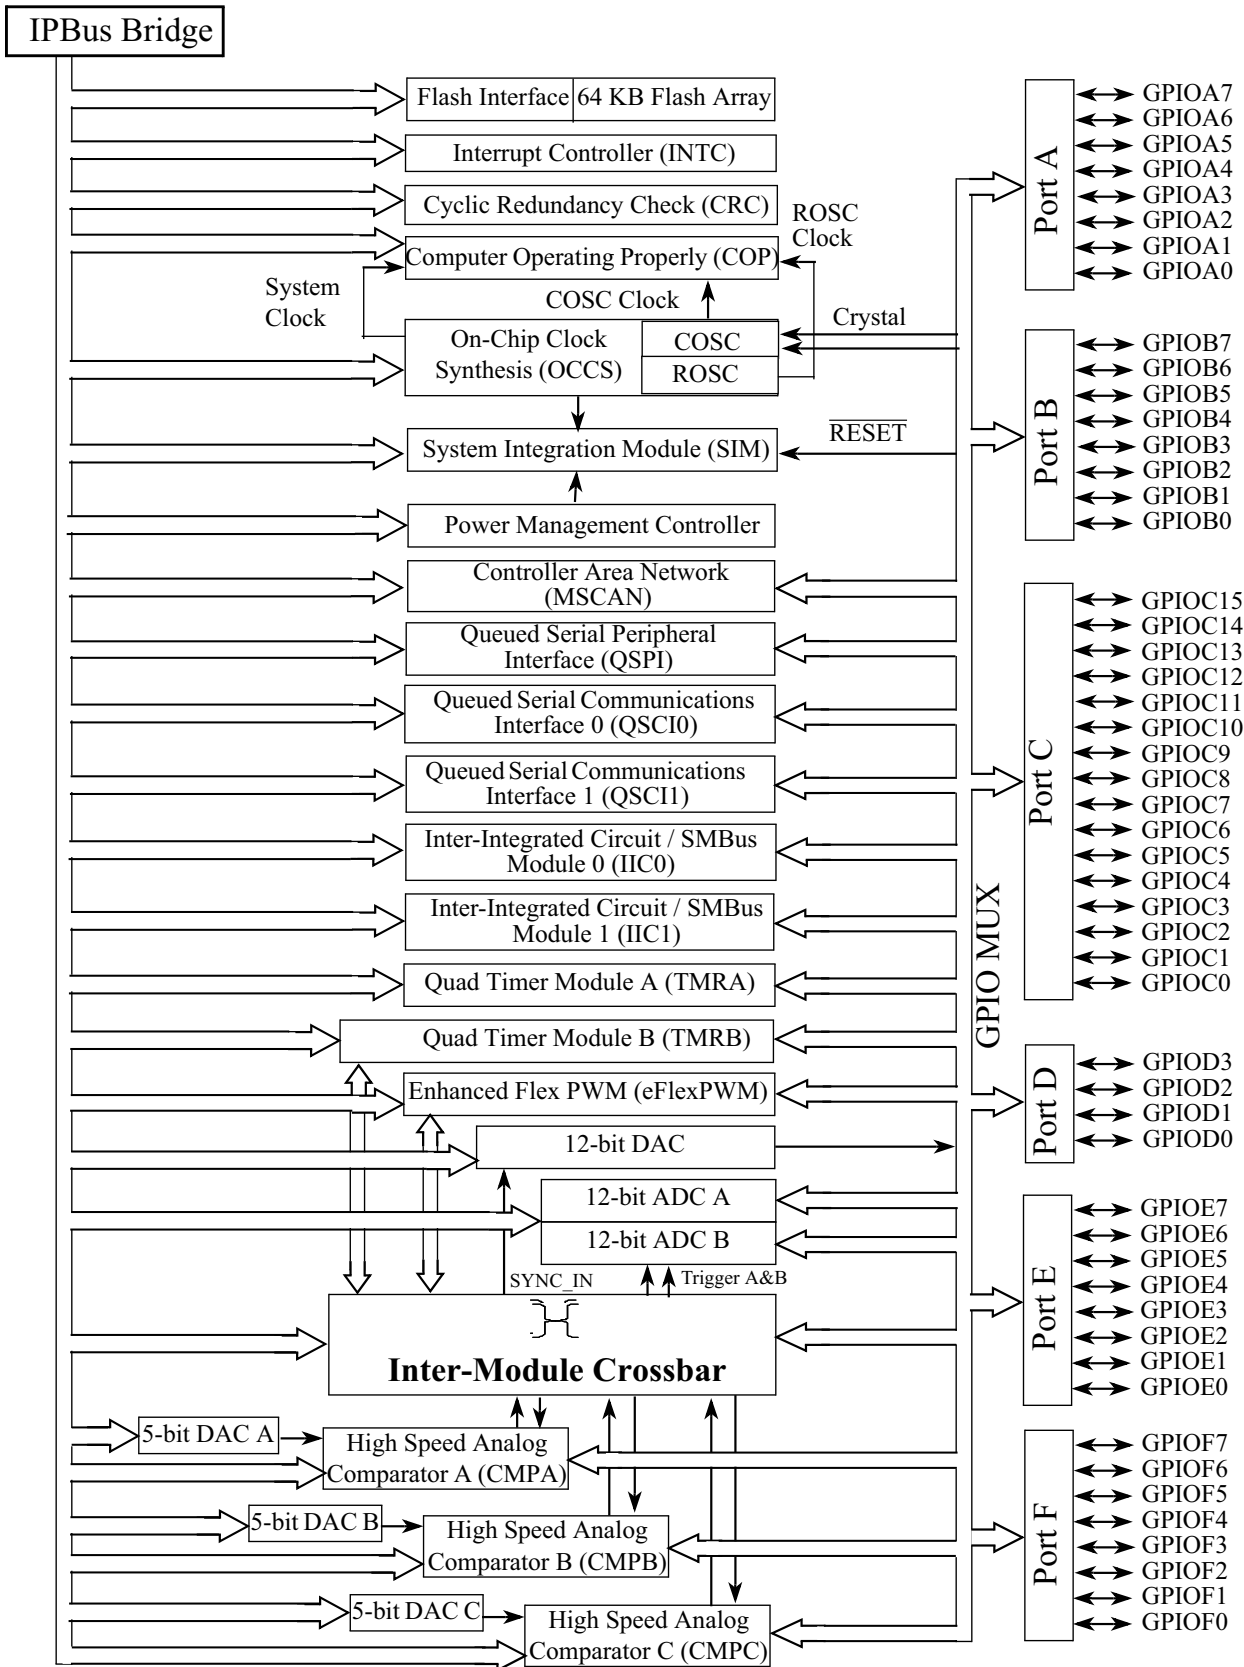 IPBus Bridge
Flash Interface
64 KB Flash Array
Interrupt Controller (INTC)
Cyclic Redundancy Check (CRC)
ROSC
Clock
Computer Operating Properly (COP)
System
Clock
COSC Clock
Crystal
On-Chip Clock
Synthesis (OCCS)
COSC
ROSC
RESET
System Integration Module (SIM)
Power Management Controller
Controller Area Network
(MSCAN)
Queued Serial Peripheral
Interface (QSPI)
Queued Serial Communications
Interface 0 (QSCI0)
Queued Serial Communications
Interface 1 (QSCI1)
Inter-Integrated Circuit / SMBus
Module 0 (IIC0)
Inter-Integrated Circuit / SMBus
Module 1 (IIC1)
Quad Timer Module A (TMRA)
Quad Timer Module B (TMRB)
Enhanced Flex PWM (eFlexPWM)
12-bit DAC
12-bit ADC A
12-bit ADC B
SYNC_IN
Trigger A&B
Inter-Module Crossbar
5-bit DAC A
High Speed Analog
Comparator A (CMPA)
5-bit DAC B
High Speed Analog
Comparator B (CMPB)
5-bit DAC C
High Speed Analog
Comparator C (CMPC)
GPIO MUX
Port A
GPIOA7
GPIOA6
GPIOA5
GPIOA4
GPIOA3
GPIOA2
GPIOA1
GPIOA0
Port B
GPIOB7
GPIOB6
GPIOB5
GPIOB4
GPIOB3
GPIOB2
GPIOB1
GPIOB0
Port C
GPIOC15
GPIOC14
GPIOC13
GPIOC12
GPIOC11
GPIOC10
GPIOC9
GPIOC8
GPIOC7
GPIOC6
GPIOC5
GPIOC4
GPIOC3
GPIOC2
GPIOC1
GPIOC0
Port D
GPIOD3
GPIOD2
GPIOD1
GPIOD0
Port E
GPIOE7
GPIOE6
GPIOE5
GPIOE4
GPIOE3
GPIOE2
GPIOE1
GPIOE0
Port F
GPIOF7
GPIOF6
GPIOF5
GPIOF4
GPIOF3
GPIOF2
GPIOF1
GPIOF0